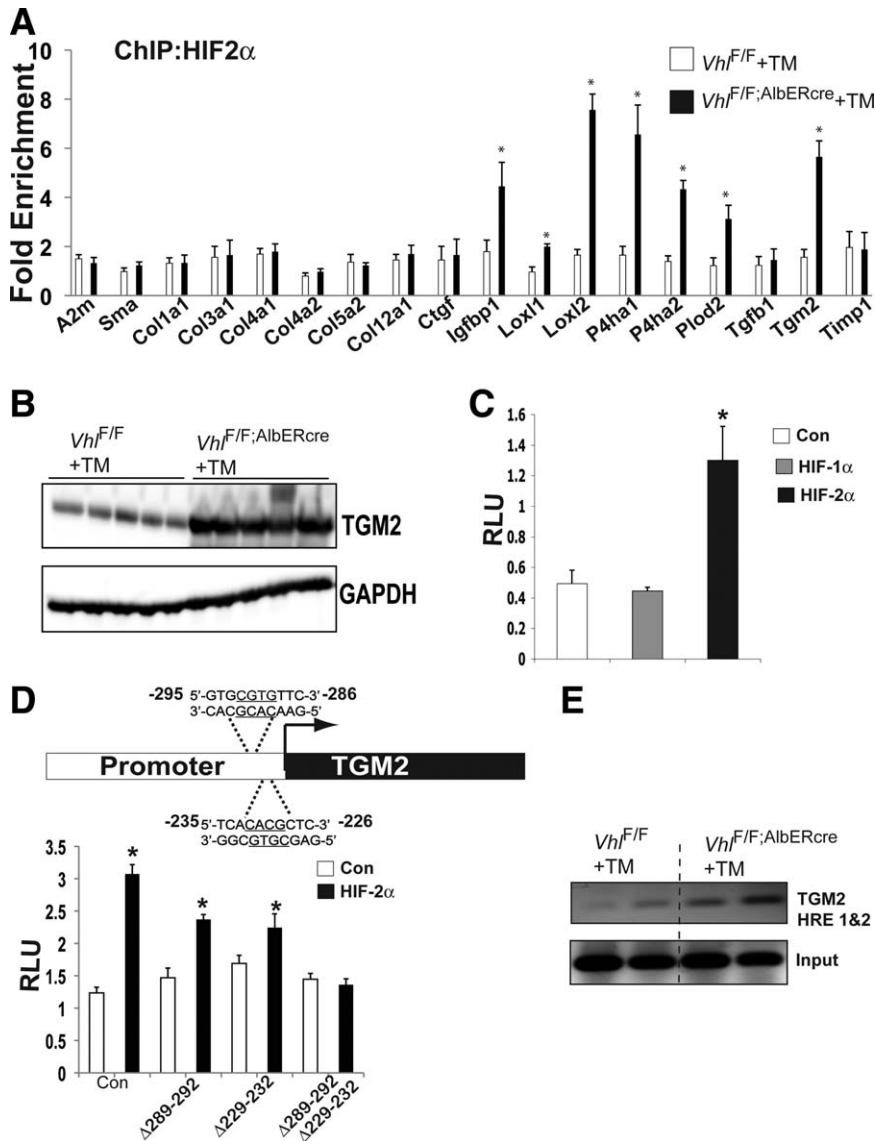 A
ChIP:HIF2α
Fold Enrichment
10
8
6
4
2
0
Vhl F/F +TM
Vhl F/F;AlbERcre +TM
* * * * * * *
A2m Sma Col1a1 Col3a1 Col4a1 Col4a2 Col5a2 Col12a1 Ctgf Igfbp1 Loxl1 Loxl2 P4ha1 P4ha2 Plod2 Tgfb1 Tgm2 Timp1
B
Vhl F/F Vhl F/F;AlbERcre
+TM +TM
TGM2
GAPDH
C
RLU
1.6
1.4
1.2
1
0.8
0.6
0.4
0.2
0
*
Con
HIF-1α
HIF-2α
D
-295 5'-GTGCGTGTTC-3' -286
3'-CACGCACAAG-5'
Promoter TGM2
-235 5'-TCACACGCTC-3' -226
3'-GGCGTGCGAG-5'
RLU
3.5
3
2.5
2
1.5
1
0.5
0
* * *
Con
HIF-2α
Con Δ289-292 Δ229-232 Δ289-292
Δ229-232
E
Vhl F/F Vhl F/F;AlbERcre
+TM +TM
TGM2
HRE 1&2
Input